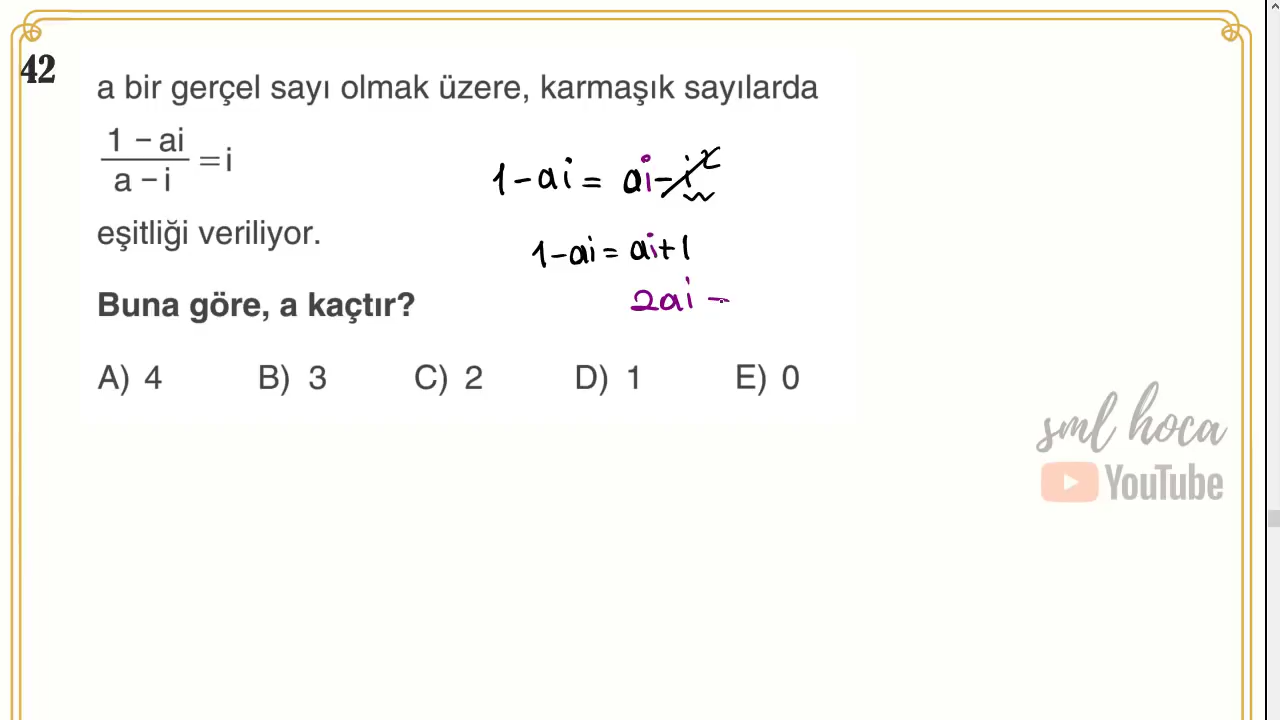 42
a bir gerçel sayı olmak üzere, karmaşık sayılarda
1 − ai
a − i
= i
1 - ai = ai - i²
eşitliği veriliyor.
1 - ai = ai + 1
2ai -
Buna göre, a kaçtır?
A) 4 B) 3 C) 2 D) 1 E) 0
sml hoca
YouTube